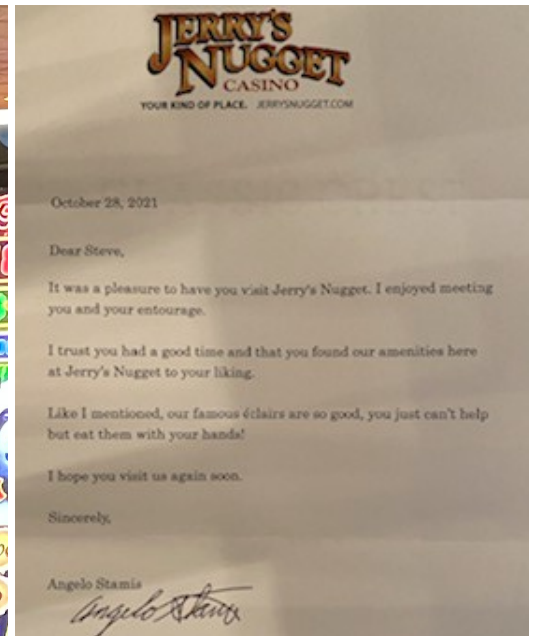 JERRY'S
NUGGET
CASINO
YOUR KIND OF PLACE. JERRYSNUGGET.COM
October 28, 2021
Dear Steve,
It was a pleasure to have you visit Jerry's Nugget. I enjoyed meeting
you and your entourage.
I trust you had a good time and that you found our amenities here
at Jerry's Nugget to your liking.
Like I mentioned, our famous éclairs are so good, you just can't help
but eat them with your hands!
I hope you visit us again soon.
Sincerely,
Angelo Stamis
Angelo Stamis